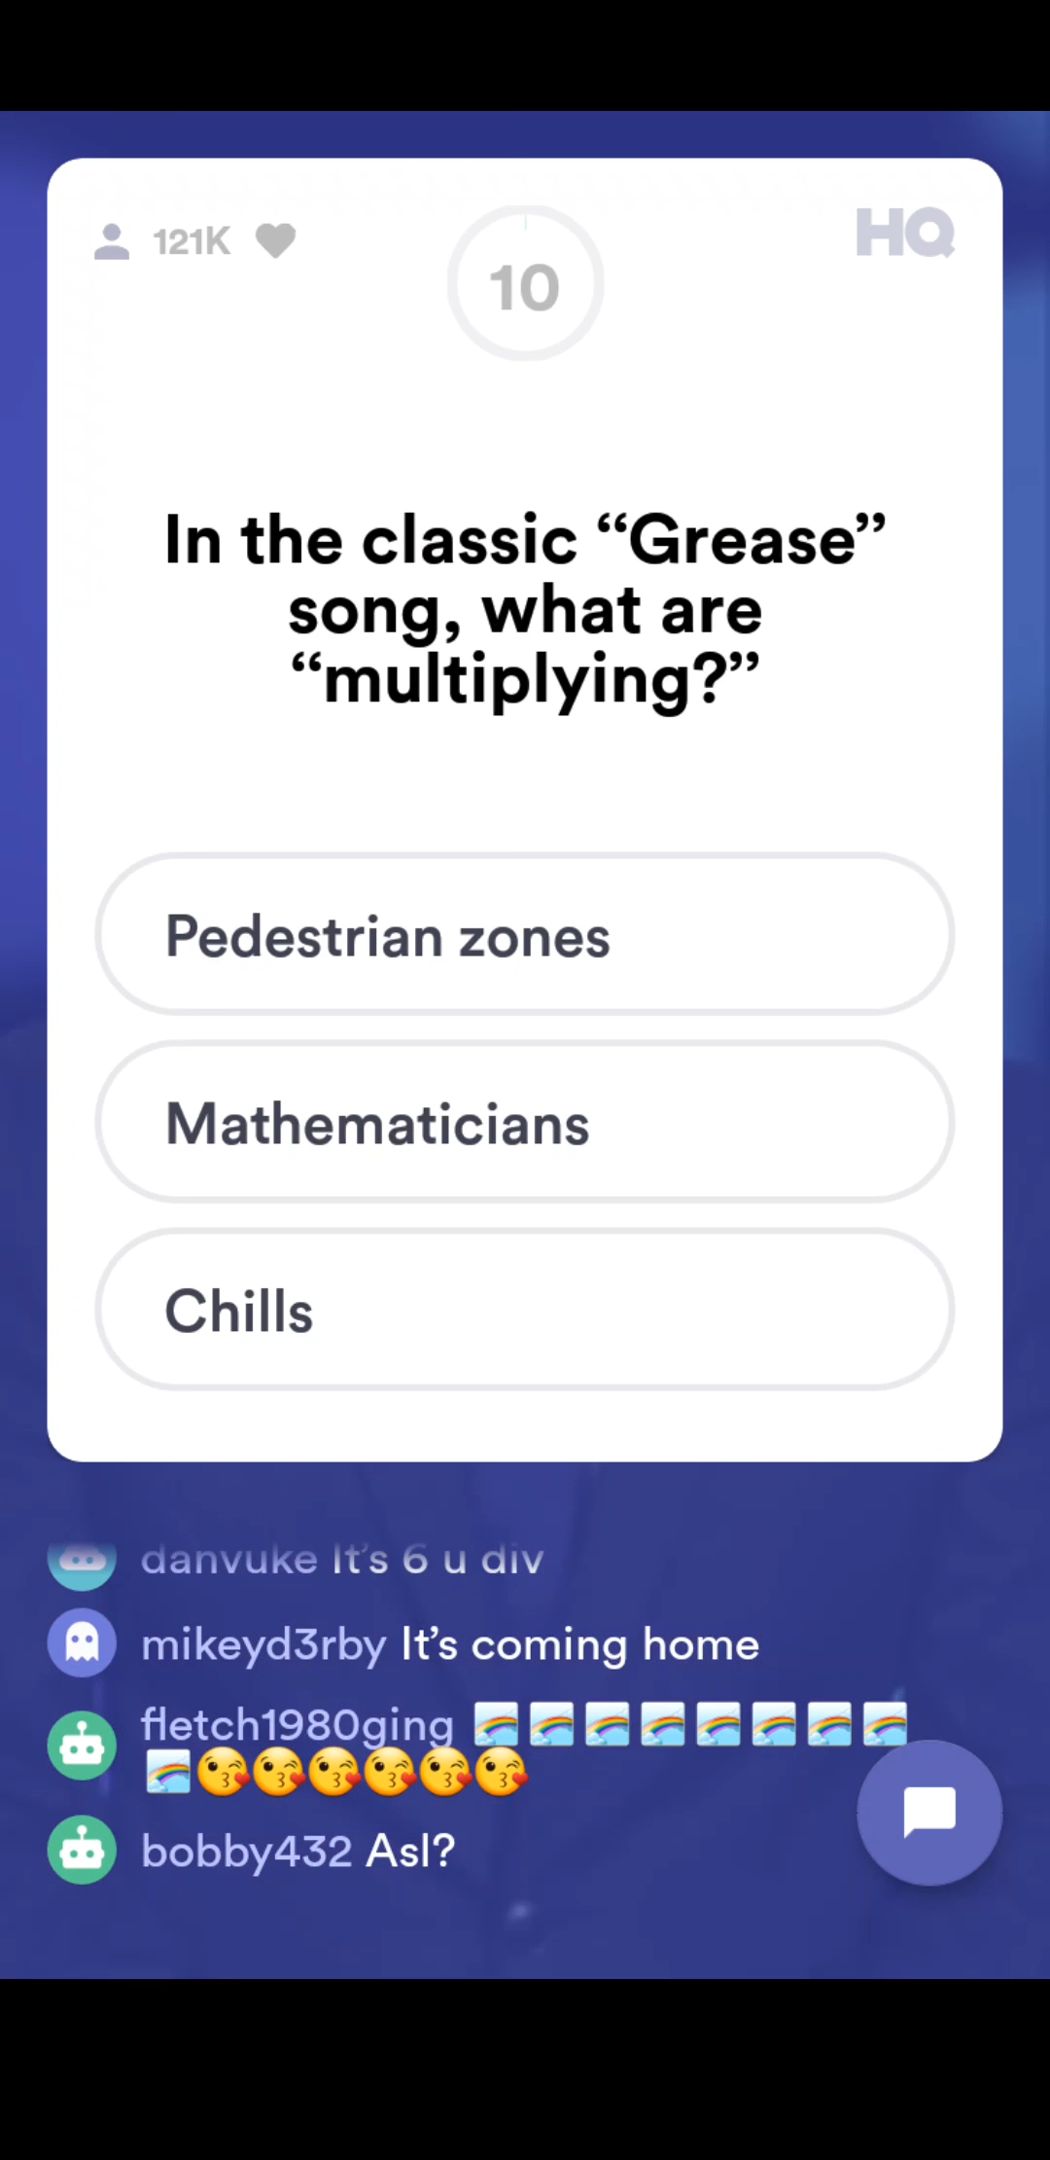 121K
10
HQ
In the classic “Grease”
song, what are
“multiplying?”
Pedestrian zones
Mathematicians
Chills
danvuke It’s 6 u div
mikeyd3rby It’s coming home
fletch1980ging
bobby432 Asl?